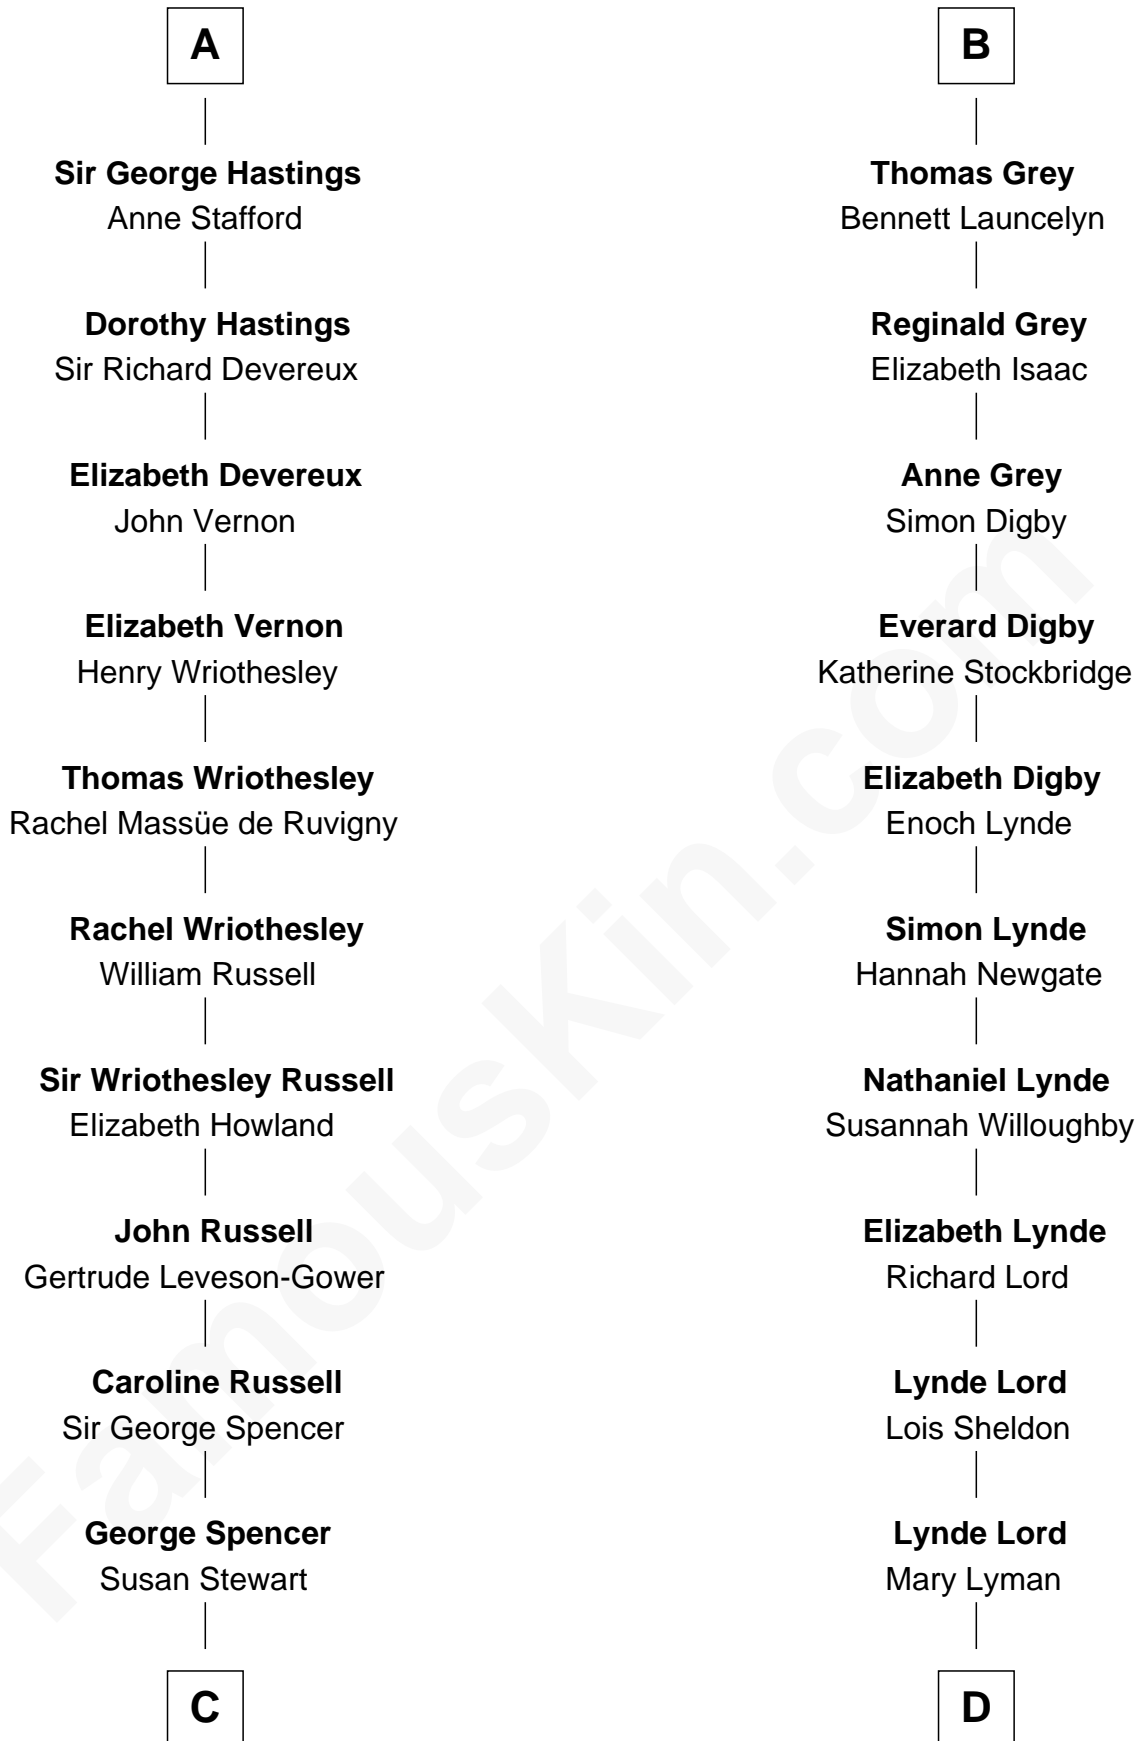 A
Sir George Hastings
Anne Stafford
Dorothy Hastings
Sir Richard Devereux
Elizabeth Devereux
John Vernon
Elizabeth Vernon
Henry Wriothesley
Thomas Wriothesley
Rachel Massüe de Ruvigny
Rachel Wriothesley
William Russell
Sir Wriothesley Russell
Elizabeth Howland
John Russell
Gertrude Leveson-Gower
Caroline Russell
Sir George Spencer
George Spencer
Susan Stewart
C
B
Thomas Grey
Bennett Launcelyn
Reginald Grey
Elizabeth Isaac
Anne Grey
Simon Digby
Everard Digby
Katherine Stockbridge
Elizabeth Digby
Enoch Lynde
Simon Lynde
Hannah Newgate
Nathaniel Lynde
Susannah Willoughby
Elizabeth Lynde
Richard Lord
Lynde Lord
Lois Sheldon
Lynde Lord
Mary Lyman
D
FamousKin.com